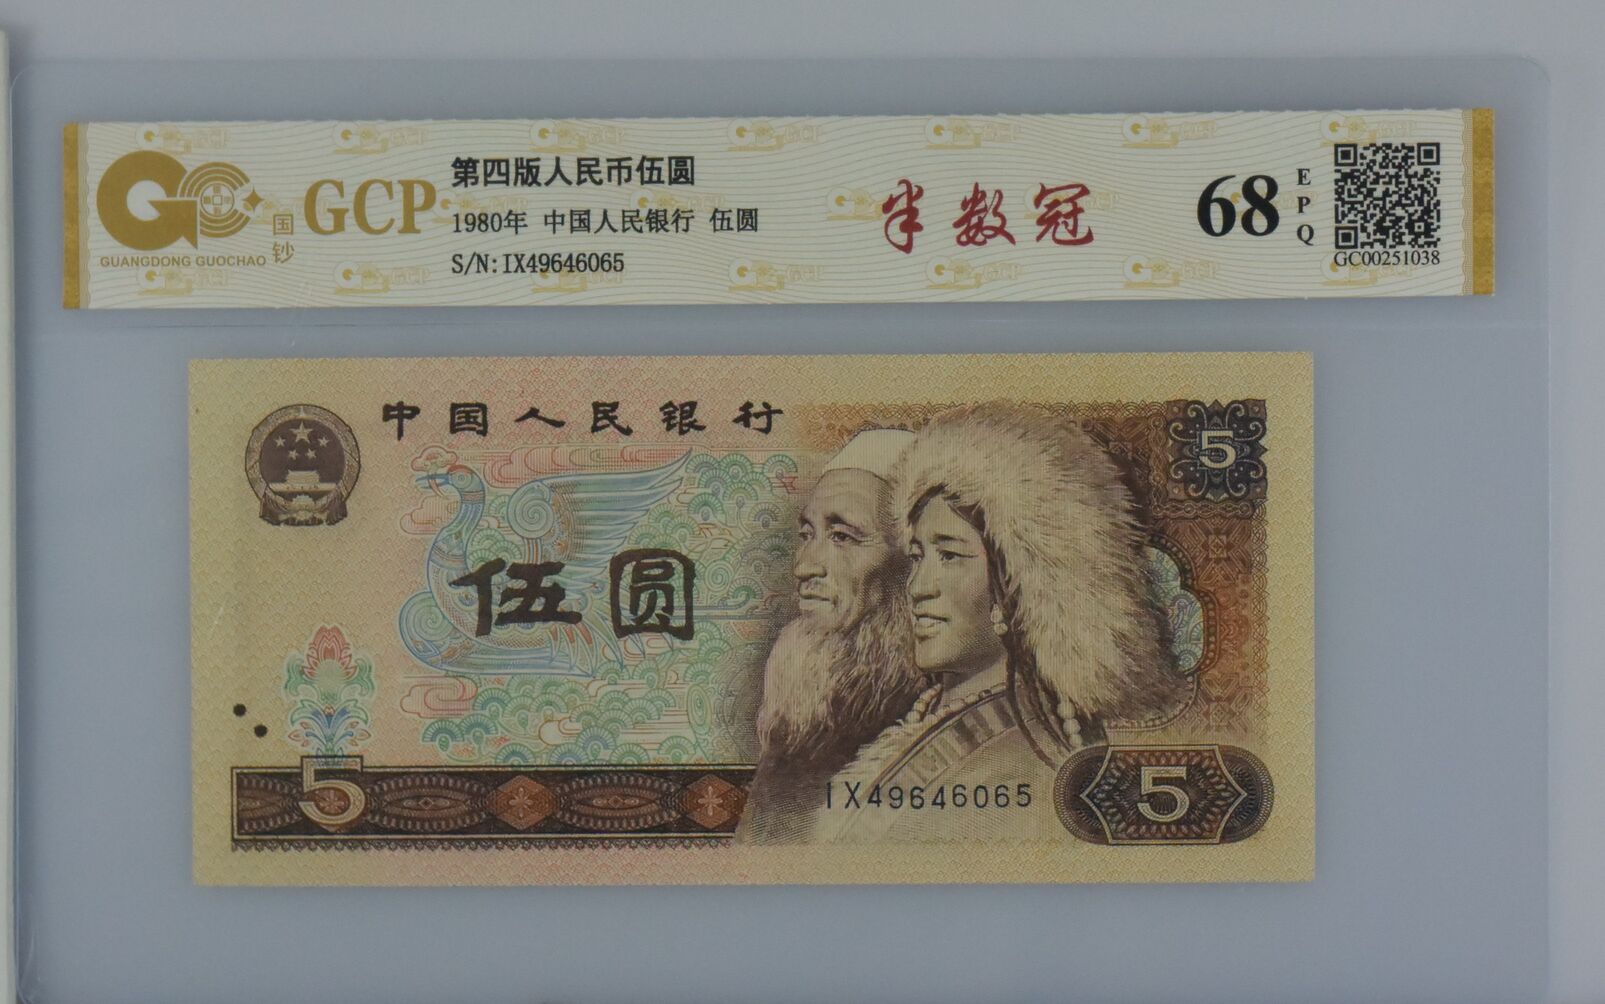 GCP
国钞
GUANGDONG GUOCHAO
第四版人民币伍圆
1980年 中国人民银行 伍圆
S/N:IX49646065
半数冠
68
EPQ
GC00251038
中国人民银行
5
伍圆
5
IX49646065
5